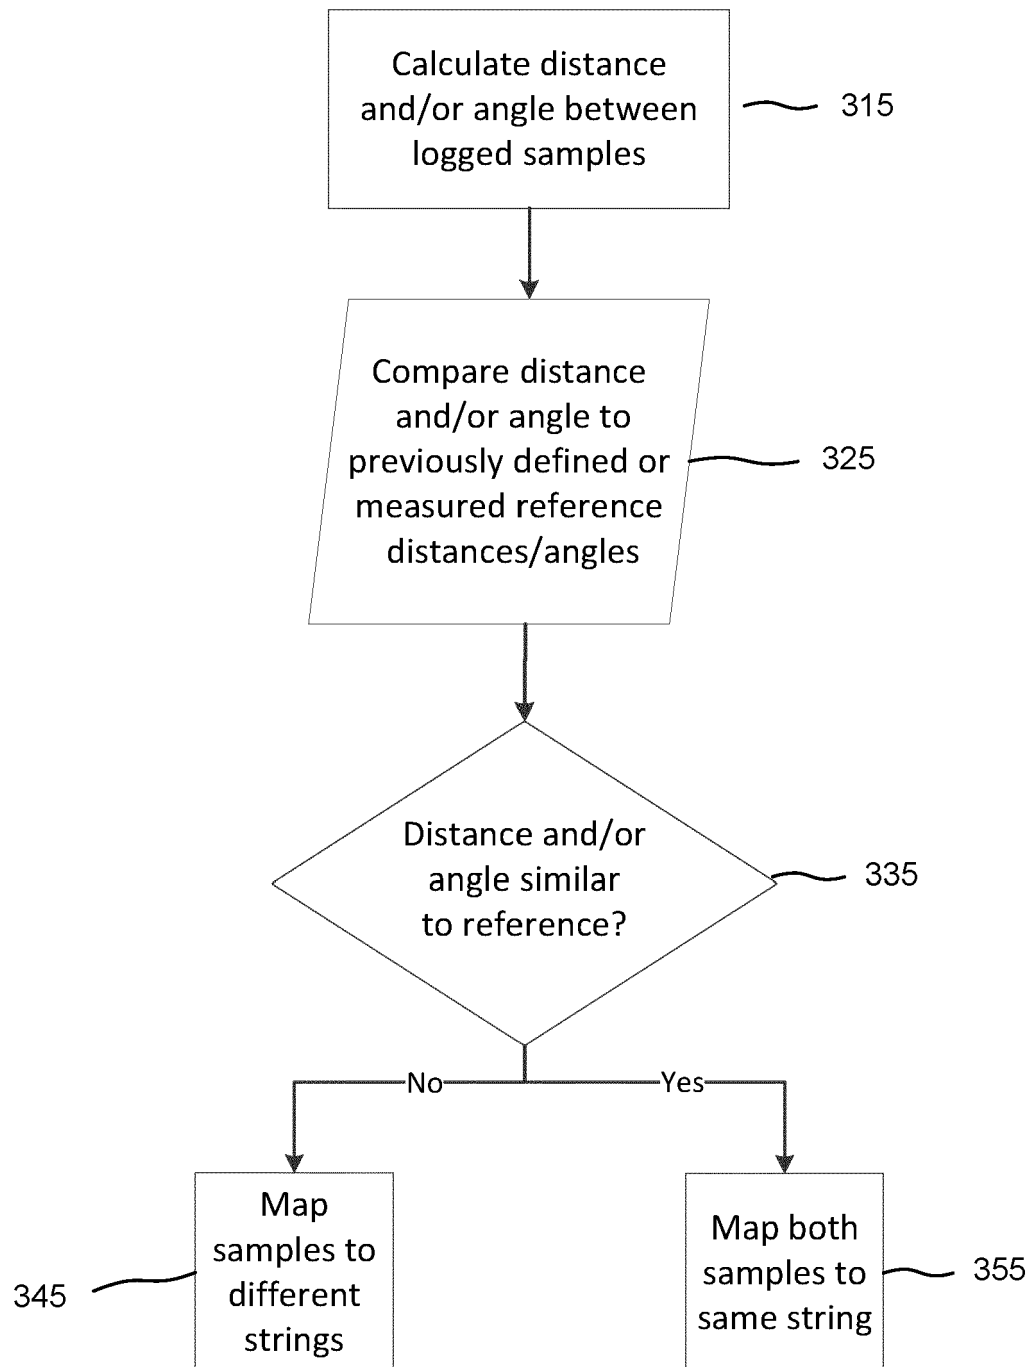 Calculate distance
and/or angle between
logged samples
315
Compare distance
and/or angle to
previously defined or
measured reference
distances/angles
325
Distance and/or
angle similar
to reference?
335
No
Yes
Map
samples to
different
strings
345
Map both
samples to
same string
355